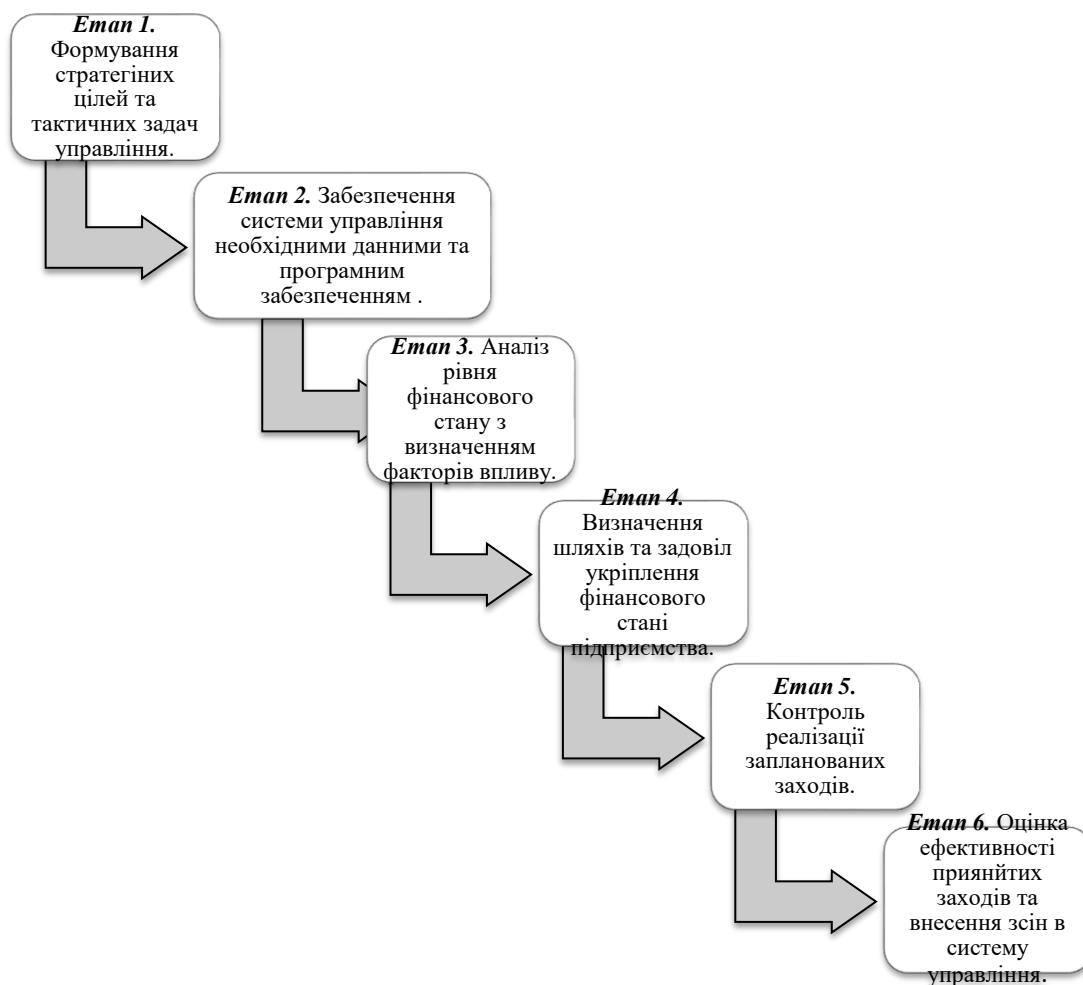 Етап 1.
Формування
стратегіних
цілей та
тактичних задач
управління.
Етап 2. Забезпечення
системи управління
необхідними данними та
програмним
забезпеченням .
Етап 3. Аналіз
рівня
фінансового
стану з
визначенням
факторів впливу.
Етап 4.
Визначення
шляхів та задовіл
укріплення
фінансового
стані
підприємства.
Етап 5.
Контроль
реалізації
запланованих
заходів.
Етап 6. Оцінка
ефективності
приянйтих
заходів та
внесення зсін в
систему
управління.